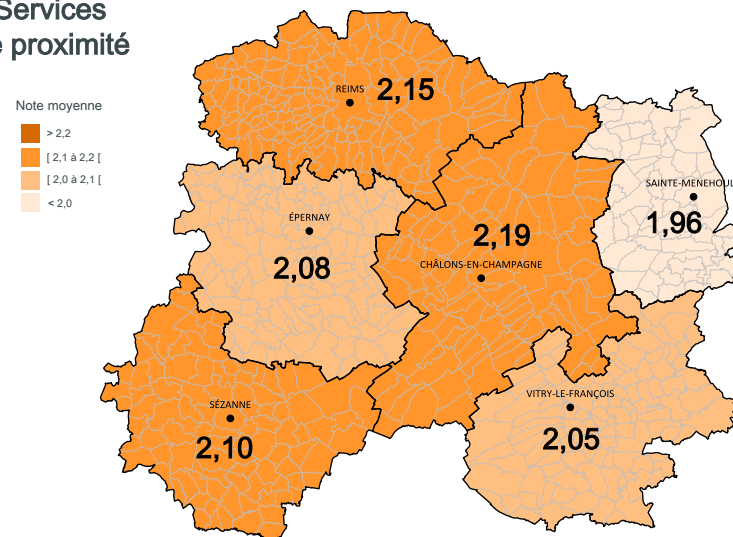 Services
proximité
Note moyenne
> 2,2
[ 2,1 à 2,2 [
[ 2,0 à 2,1 [
< 2,0
REIMS
2,15
SAINTE-MENEHOUL
1,96
ÉPERNAY
2,08
2,19
CHÂLONS-EN-CHAMPAGNE
VITRY-LE-FRANÇOIS
2,05
SÉZANNE
2,10